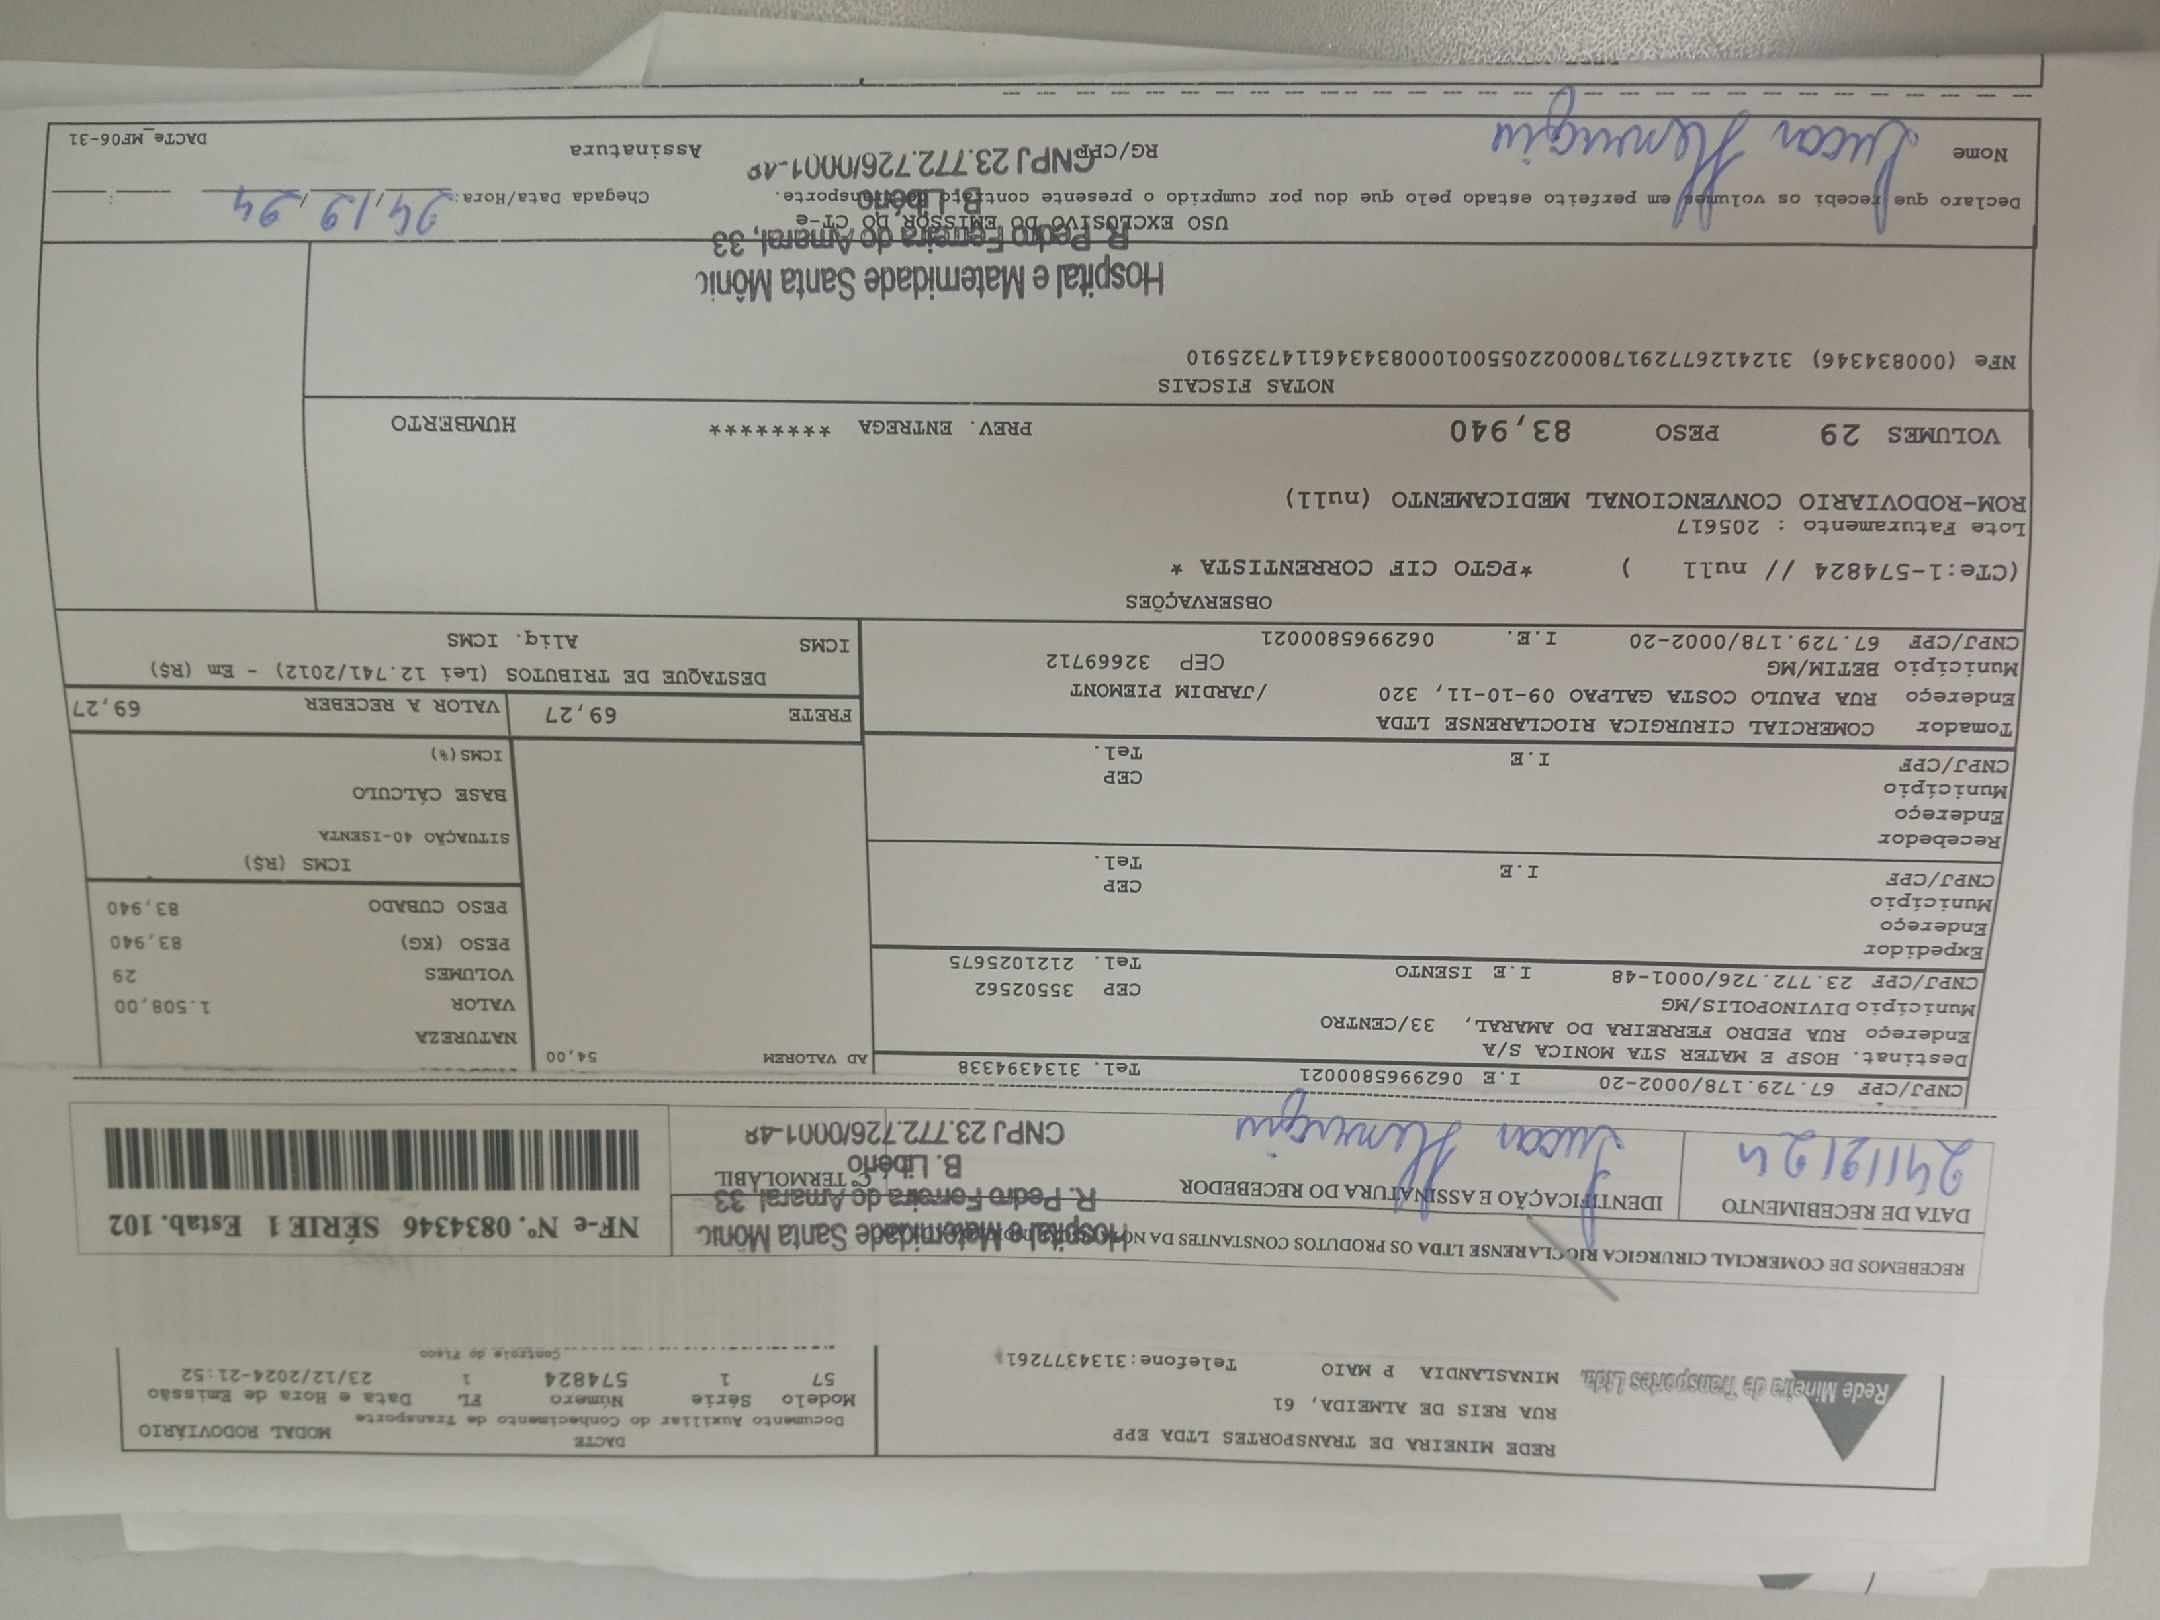 Rede Mineira de Transportes Ltda.
REDE MINEIRA DE TRANSPORTES LTDA EPP
RUA REIS DE ALMEIDA, 61
MINASLANDIA P MAIO Telefone:3134377261
DACTE MODAL RODOVIÁRIO
Documento Auxiliar do Conhecimento de Transporte
Modelo Série Número FL Data e Hora de Emissão
57 1 574824 1 23/12/2024-21:52
Controle do Fisco
RECEBEMOS DE COMERCIAL CIRURGICA RIOCLARENSE LTDA OS PRODUTOS CONSTANTES DA
NF-e Nº. 0834346 SÉRIE 1 Estab. 102
DATA DE RECEBIMENTO
24/12/24
IDENTIFICAÇÃO E ASSINATURA DO RECEBEDOR
Lucas
C° TERMOLÁBIL
Hospital e Maternidade Santa Mônic
R. Pedro Ferreira do Amaral, 33
B. Libério
CNPJ 23.772.726/0001-48
CNPJ/CPF 67.729.178/0002-20 I.E 0629965800021 Tel. 3134394338
Destinat. HOSP E MATER STA MONICA S/A
Endereço RUA PEDRO FERREIRA DO AMARAL, 33/CENTRO
Município DIVINOPOLIS/MG CEP 35502562
CNPJ/CPF 23.772.726/0001-48 I.E ISENTO Tel. 2121025675
Expedidor
Endereço
Município CEP
CNPJ/CPF I.E Tel.
Recebedor
Endereço
Município CEP
CNPJ/CPF I.E Tel.
Tomador COMERCIAL CIRURGICA RIOCLARENSE LTDA
Endereço RUA PAULO COSTA GALPAO 09-10-11, 320 /JARDIM PIEMONT
Município BETIM/MG CEP 32669712
CNPJ/CPF 67.729.178/0002-20 I.E. 0629965800021
AD VALOREM 54,00
NATUREZA
VALOR 1.508,00
VOLUMES 29
PESO (KG) 83,940
PESO CUBADO 83,940
ICMS (R$)
SITUAÇÃO 40-ISENTA
BASE CÁLCULO
ICMS(%)
FRETE 69,27 VALOR A RECEBER 69,27
DESTAQUE DE TRIBUTOS (Lei 12.741/2012) - Em (R$)
ICMS Aliq. ICMS
OBSERVAÇÕES
(CTe:1-574824 // null ) *PGTO CIF CORRENTISTA *
Lote Faturamento : 205617
ROM-RODOVIARIO CONVENCIONAL MEDICAMENTO (null)
VOLUMES 29 PESO 83,940 PREV. ENTREGA ******** HUMBERTO
NOTAS FISCAIS
NFe (000834346) 31241267729178000220550010008343461147325910
Hospital e Maternidade Santa Mônic
R. Pedro Ferreira do Amaral, 33
B. Libério
CNPJ 23.772.726/0001-48
USO EXCLUSIVO DO EMISSOR DO CT-e
Declaro que recebi os volumes em perfeito estado pelo que dou por cumprido o presente contrato de transporte. Chegada Data/Hora: 24/12/24 :
Nome Lucas RG/CPF Assinatura
DACTe_MF06-31